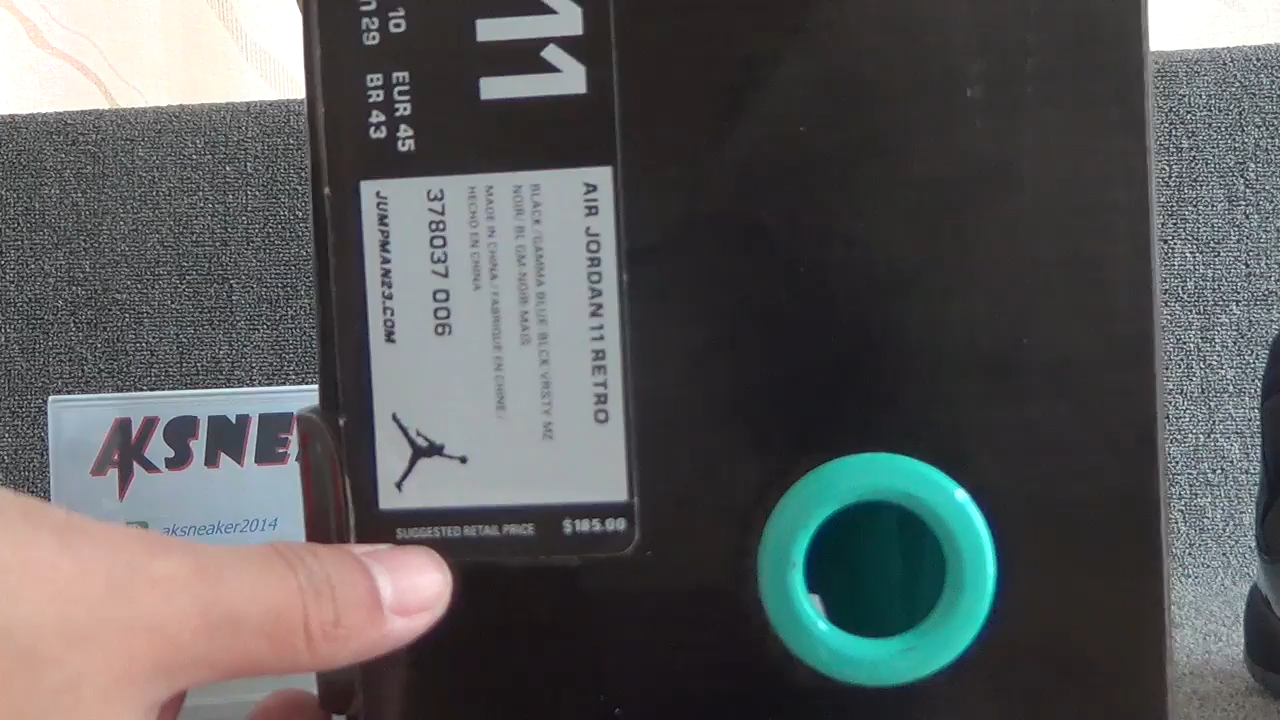 11
10 EUR 45
29 BR 43
AIR JORDAN 11 RETRO
BLACK/GAMMA BLUE BLCK VRSTY MZ
NOIR/BL GM-NOIR-MAIS
MADE IN CHINA / FABRIQUE EN CHINE /
HECHO EN CHINA
378037 006
JUMPMAN23.COM
SUGGESTED RETAIL PRICE $185.00
AKSNE
aksneaker2014